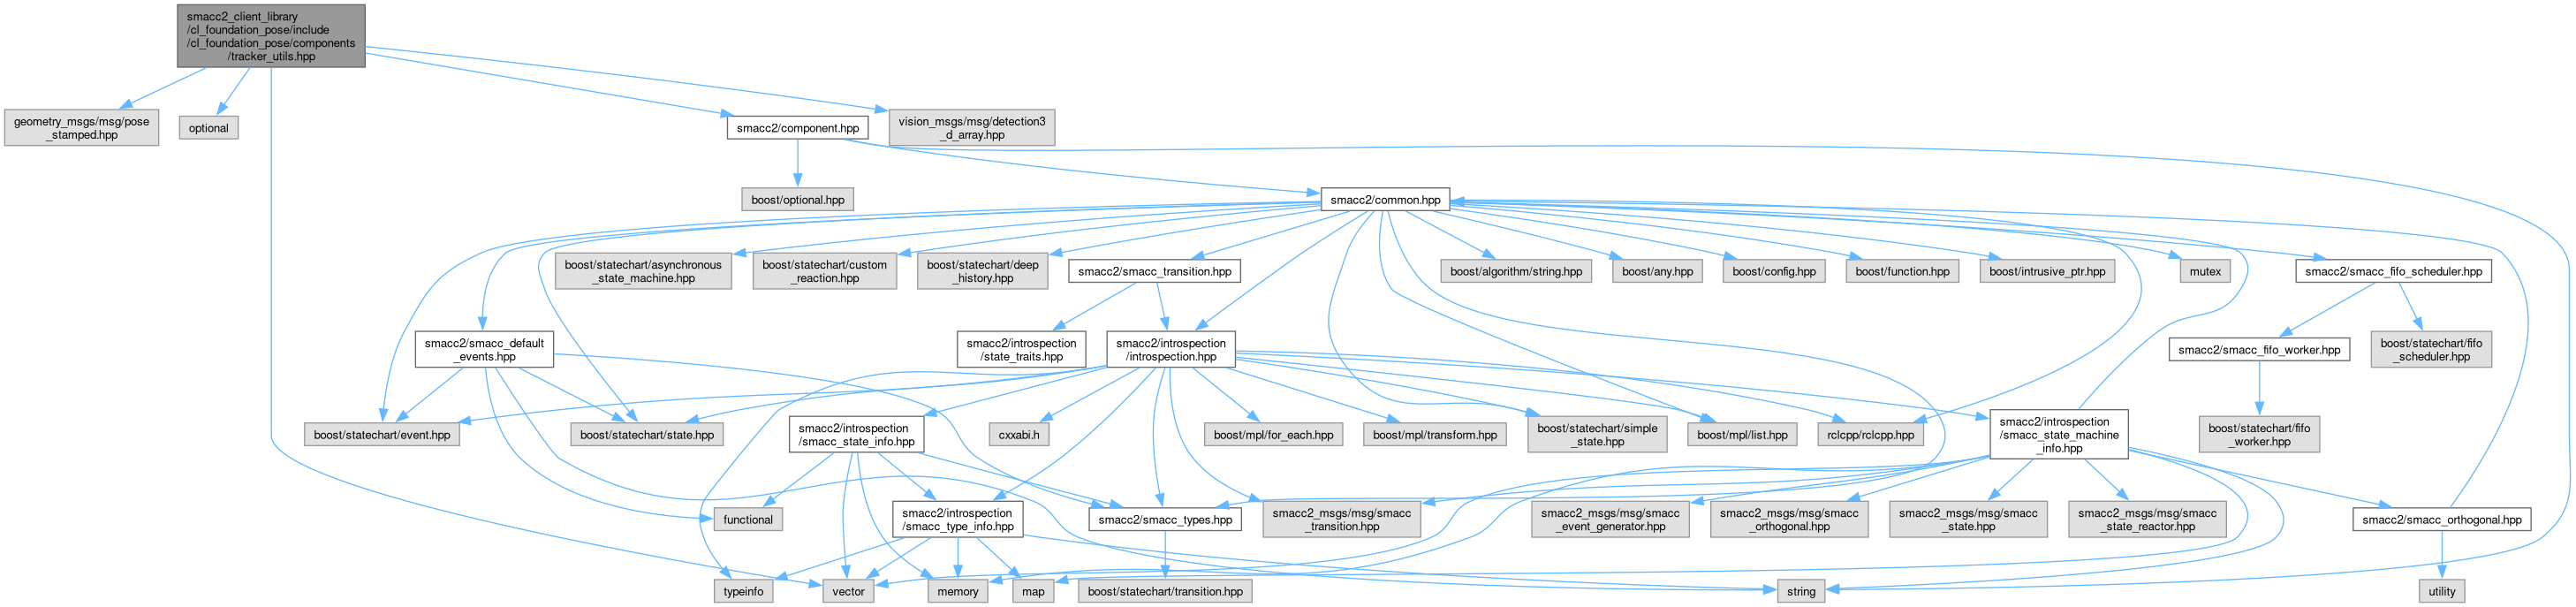 smacc2_client_library
/cl_foundation_pose/include
/cl_foundation_pose/components
/tracker_utils.hpp
geometry_msgs/msg/pose
_stamped.hpp
optional
smacc2/component.hpp
vision_msgs/msg/detection3
d_array.hpp
boost/optional.hpp
smacc2/common.hpp
boost/statechart/asynchronous
_state_machine.hpp
boost/statechart/custom
_reaction.hpp
boost/statechart/deep
_history.hpp
smacc2/smacc_transition.hpp
boost/algorithm/string.hpp
boost/any.hpp
boost/config.hpp
boost/function.hpp
boost/intrusive_ptr.hpp
mutex
smacc2/smacc_fifo_scheduler.hpp
smacc2/smacc_default
_events.hpp
smacc2/introspection
/state_traits.hpp
smacc2/introspection
/introspection.hpp
smacc2/smacc_fifo_worker.hpp
boost/statechart/fifo
_scheduler.hpp
boost/statechart/event.hpp
boost/statechart/state.hpp
smacc2/introspection
/smacc_state_info.hpp
cxxabi.h
boost/mpl/for_each.hpp
boost/mpl/transform.hpp
boost/statechart/simple
_state.hpp
boost/mpl/list.hpp
rclcpp/rclcpp.hpp
smacc2/introspection
/smacc_state_machine
_info.hpp
boost/statechart/fifo
_worker.hpp
functional
smacc2/introspection
/smacc_type_info.hpp
smacc2/smacc_types.hpp
smacc2_msgs/msg/smacc
_transition.hpp
smacc2_msgs/msg/smacc
_event_generator.hpp
smacc2_msgs/msg/smacc
_orthogonal.hpp
smacc2_msgs/msg/smacc
_state.hpp
smacc2_msgs/msg/smacc
_state_reactor.hpp
smacc2/smacc_orthogonal.hpp
typeinfo
vector
memory
map
boost/statechart/transition.hpp
string
utility